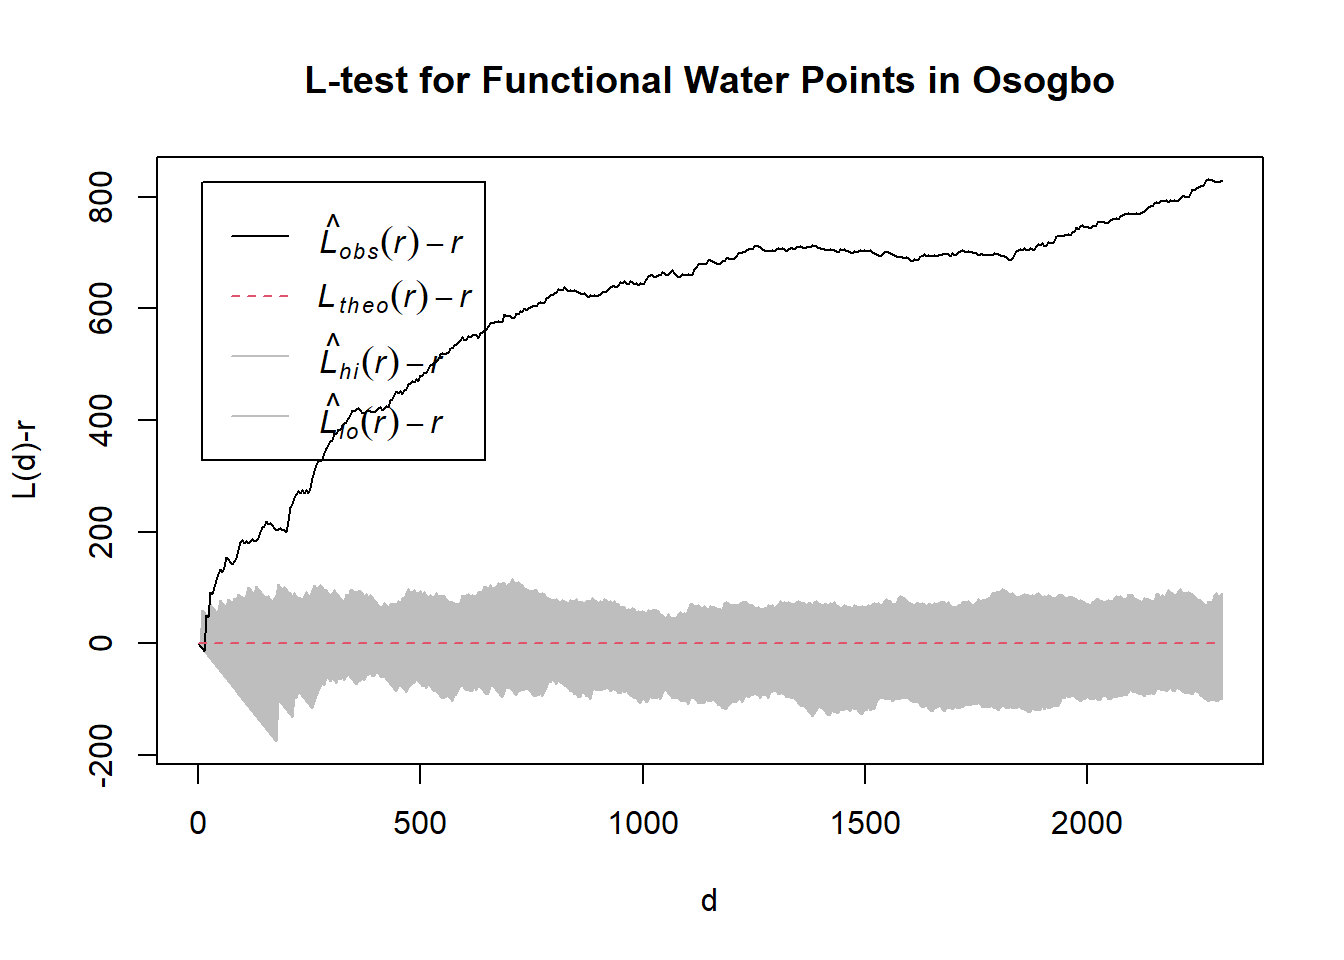 L-test for Functional Water Points in Osogbo
L(d)-r
800
600
400
200
0
-200
L̂obs(r) − r
Ltheo(r) − r
L̂hi(r) − r
L̂lo(r) − r
0 500 1000 1500 2000
d